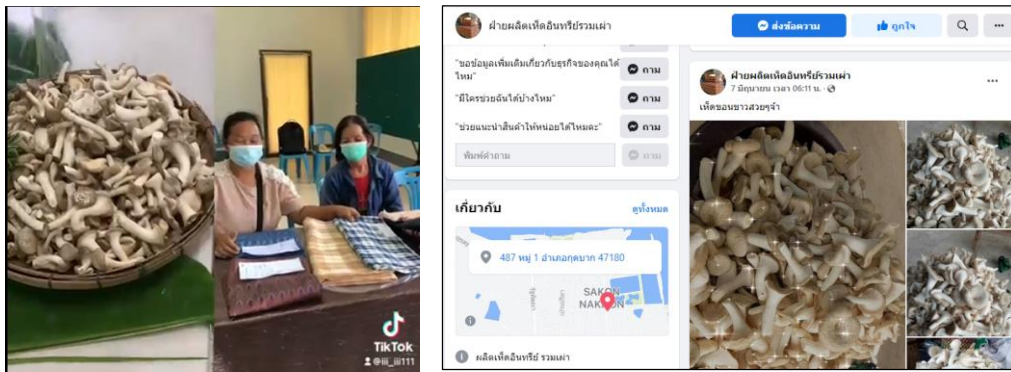 TikTok
@iii_iii111
ฝ่ายผลิตเห็ดอินทรีย์รวมเผ่า
ส่งข้อความ
ถูกใจ
"ขอข้อมูลเพิ่มเติมเกี่ยวกับธุรกิจของคุณได้
ไหม"
ถาม
"มีใครช่วยฉันได้บ้างไหม"
ถาม
"ช่วยแนะนำสินค้าให้หน่อยได้ไหมคะ"
ถาม
พิมพ์คำถาม
ถาม
เกี่ยวกับ
ดูทั้งหมด
487 หมู่ 1 อำเภอกุดบาก 47180
SAKON
NAKHON
ผลิตเห็ดอินทรีย์ รวมเผ่า
ฝ่ายผลิตเห็ดอินทรีย์รวมเผ่า
7 มิถุนายน เวลา 06:11 น.
เห็ดขอนขาวสวยๆจ้า